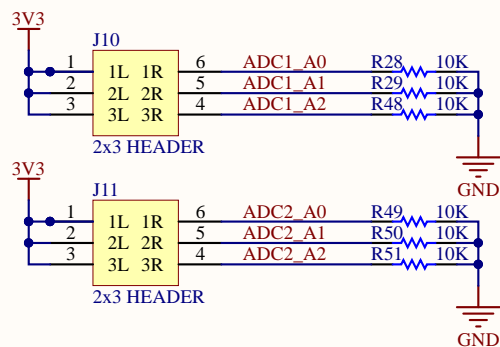 3V3
J10
1 1L 1R 6 ADC1_A0 R28 10K
2 2L 2R 5 ADC1_A1 R29 10K
3 3L 3R 4 ADC1_A2 R48 10K
2x3 HEADER
GND
3V3
J11
1 1L 1R 6 ADC2_A0 R49 10K
2 2L 2R 5 ADC2_A1 R50 10K
3 3L 3R 4 ADC2_A2 R51 10K
2x3 HEADER
GND